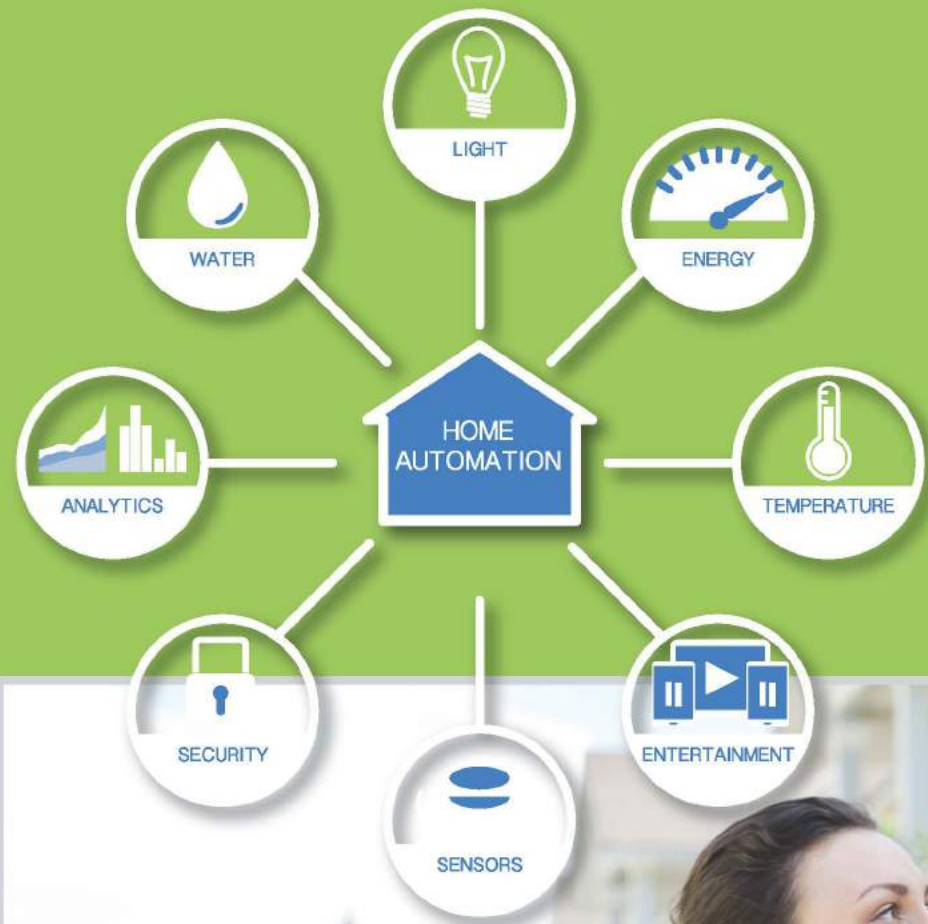 LIGHT
WATER
ENERGY
HOME
AUTOMATION
ANALYTICS
TEMPERATURE
SECURITY
ENTERTAINMENT
SENSORS